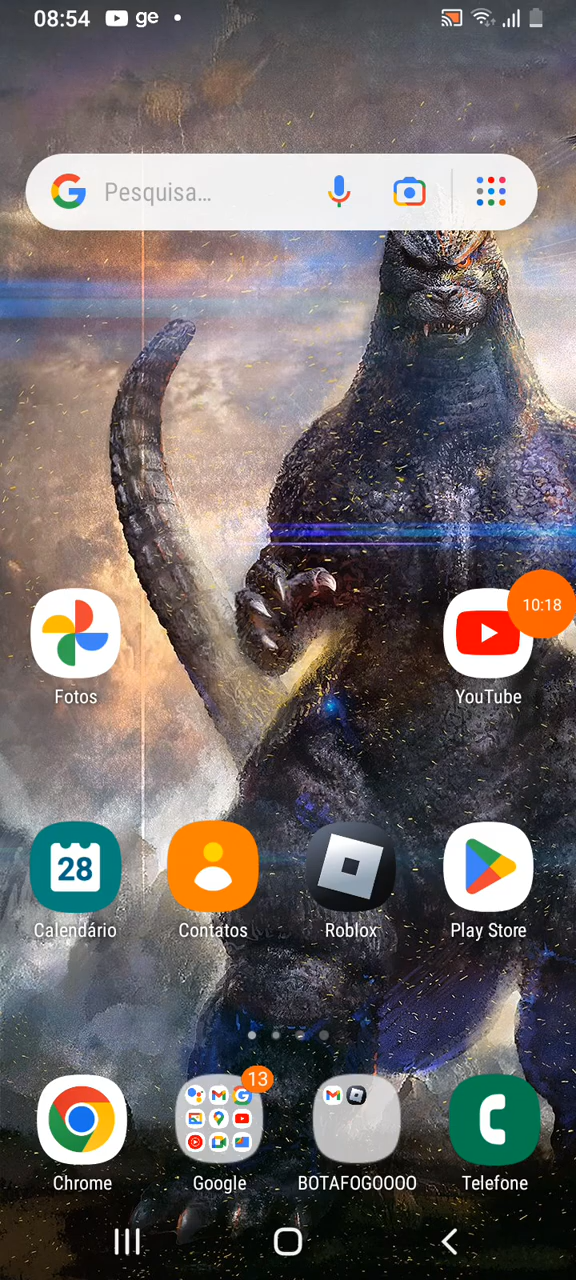 08:54 ge
Pesquisa...
10:18
Fotos
YouTube
28
Calendário
Contatos
Roblox
Play Store
13
Chrome
Google
BOTAFOGOOOO
Telefone